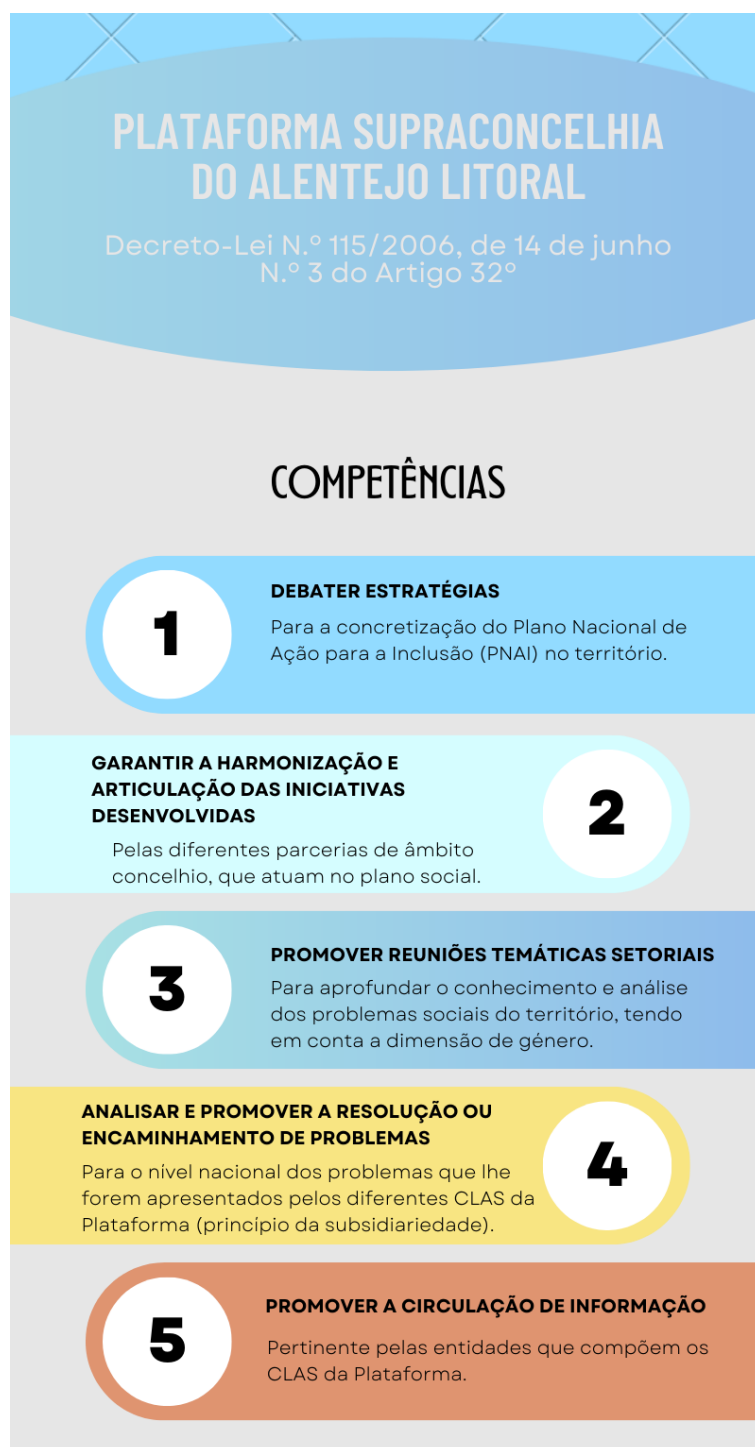 PLATAFORMA SUPRACONCELHIA
DO ALENTEJO LITORAL
Decreto-Lei N.º 115/2006, de 14 de junho
N.º 3 do Artigo 32º
COMPETÊNCIAS
1
DEBATER ESTRATÉGIAS
Para a concretização do Plano Nacional de
Ação para a Inclusão (PNAI) no território.
GARANTIR A HARMONIZAÇÃO E
ARTICULAÇÃO DAS INICIATIVAS
DESENVOLVIDAS
Pelas diferentes parcerias de âmbito
concelhio, que atuam no plano social.
2
3
PROMOVER REUNIÕES TEMÁTICAS SETORIAIS
Para aprofundar o conhecimento e análise
dos problemas sociais do território, tendo
em conta a dimensão de género.
ANALISAR E PROMOVER A RESOLUÇÃO OU
ENCAMINHAMENTO DE PROBLEMAS
Para o nível nacional dos problemas que lhe
forem apresentados pelos diferentes CLAS da
Plataforma (princípio da subsidiariedade).
4
5
PROMOVER A CIRCULAÇÃO DE INFORMAÇÃO
Pertinente pelas entidades que compõem os
CLAS da Plataforma.